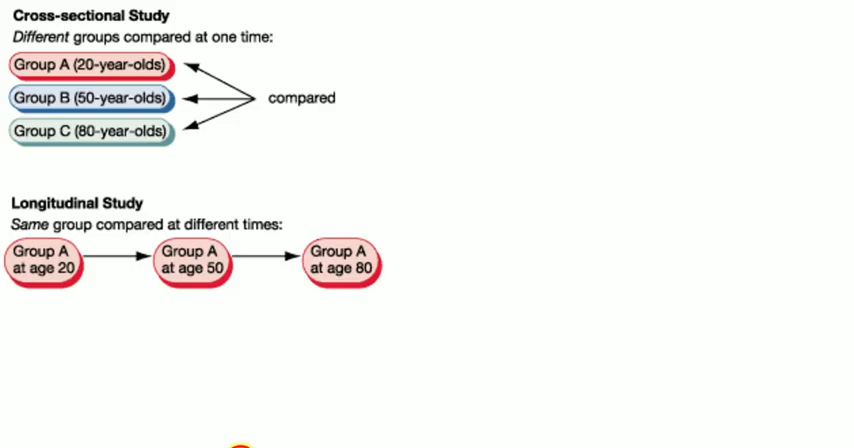 Cross-sectional Study
Different groups compared at one time:
Group A (20-year-olds)
Group B (50-year-olds)
compared
Group C (80-year-olds)
Longitudinal Study
Same group compared at different times:
Group A
at age 20
Group A
at age 50
Group A
at age 80